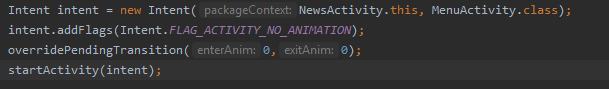 Intent intent = new Intent( packageContext: NewsActivity.this, MenuActivity.class);
intent.addFlags(Intent.FLAG_ACTIVITY_NO_ANIMATION);
overridePendingTransition( enterAnim: 0, exitAnim: 0);
startActivity(intent);